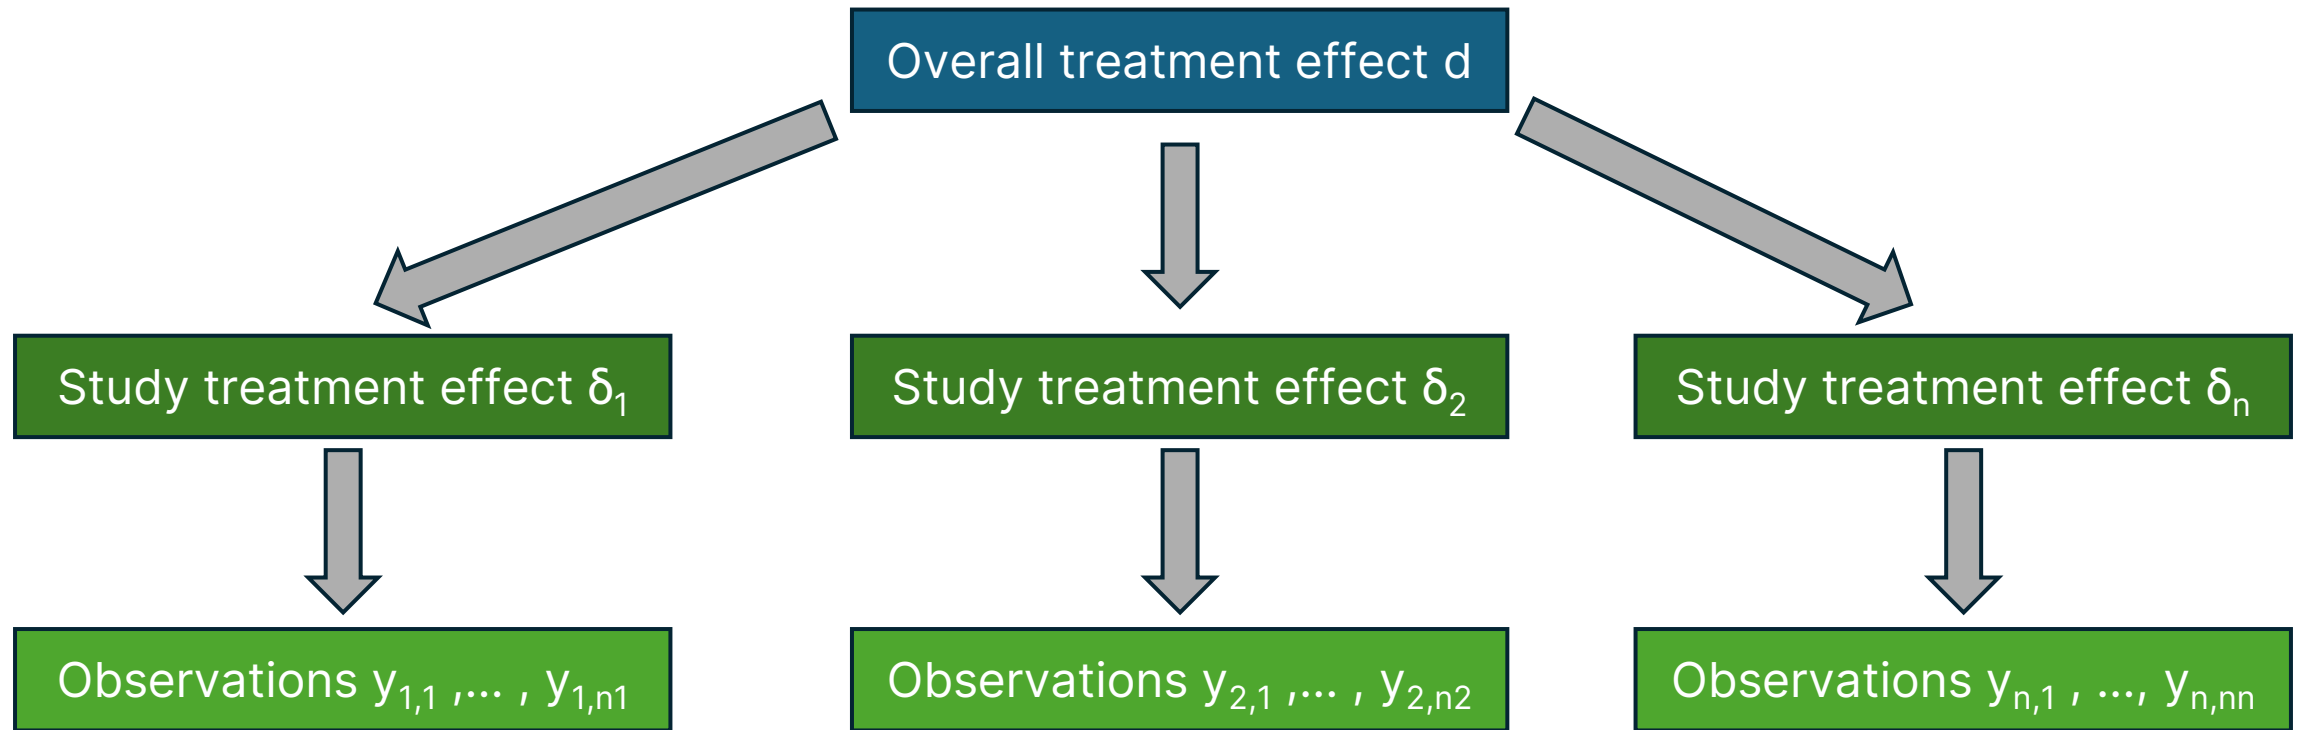 Overall treatment effect d
Study treatment effect δ₁
Study treatment effect δ₂
Study treatment effect δₙ
Observations y₁,₁ ,... , y₁,ₙ₁
Observations y₂,₁ ,... , y₂,ₙ₂
Observations yₙ,₁ , ..., yₙ,ₙₙ